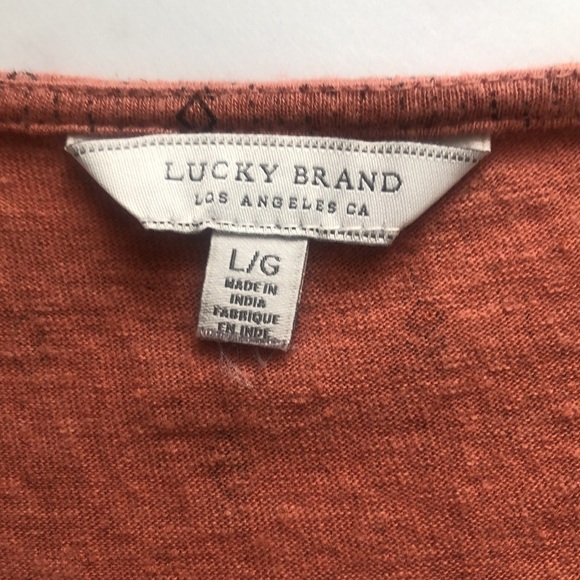 LUCKY BRAND
LOS ANGELES CA
L/G
MADE IN
INDIA
FABRIQUE
EN INDE